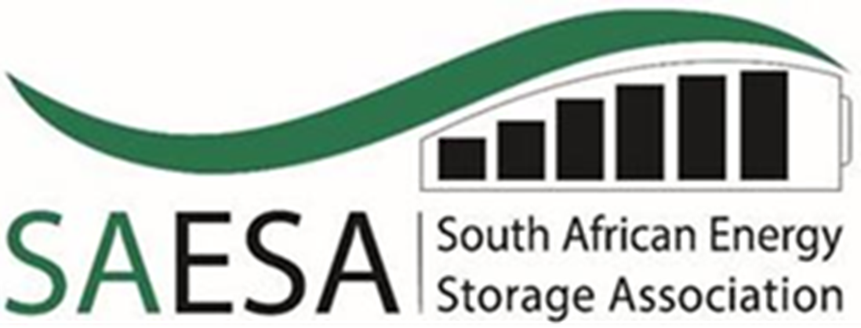 SAESA
South African Energy
Storage Association